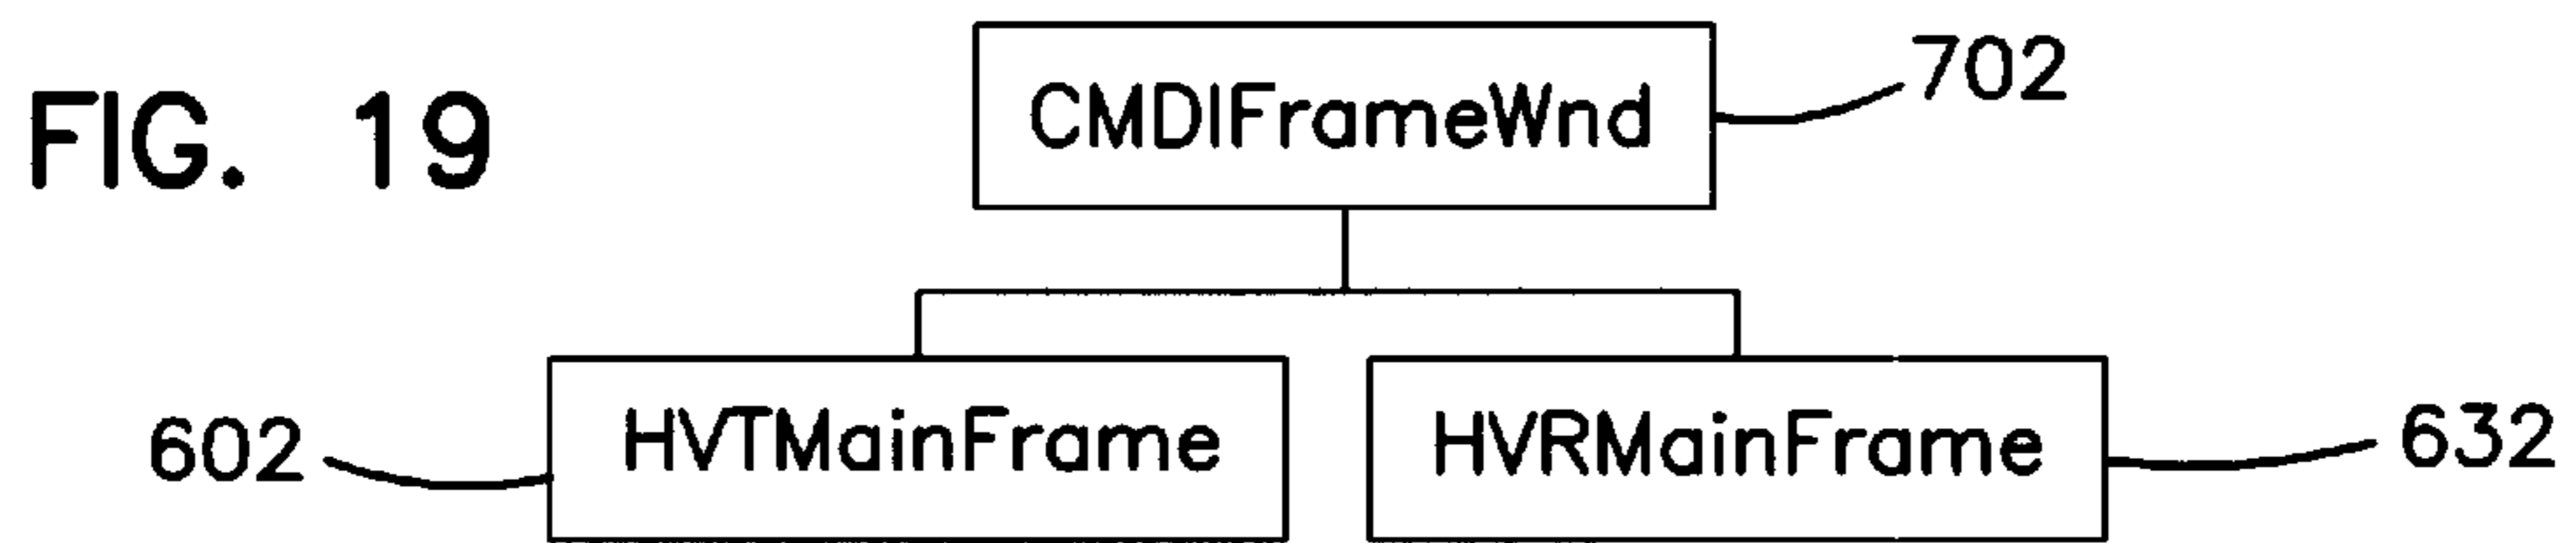 FIG. 19
CMDIFrameWnd
702
602
HVTMainFrame
HVRMainFrame
632